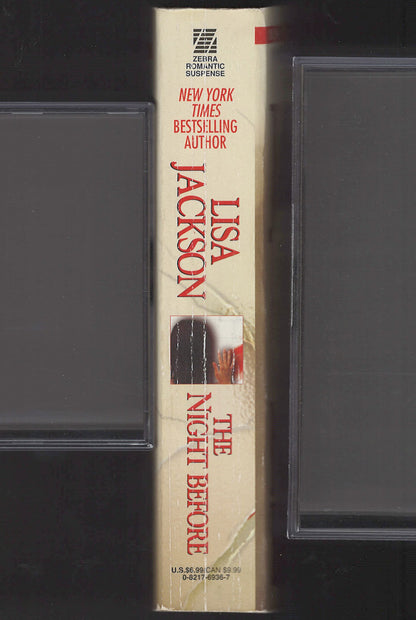 ZEBRA
ROMANTIC
SUSPENSE
NEW YORK
TIMES
BESTSELLING
AUTHOR
LISA
JACKSON
THE
NIGHT BEFORE
U.S.$6.99/CAN $9.99
0-8217-6936-7